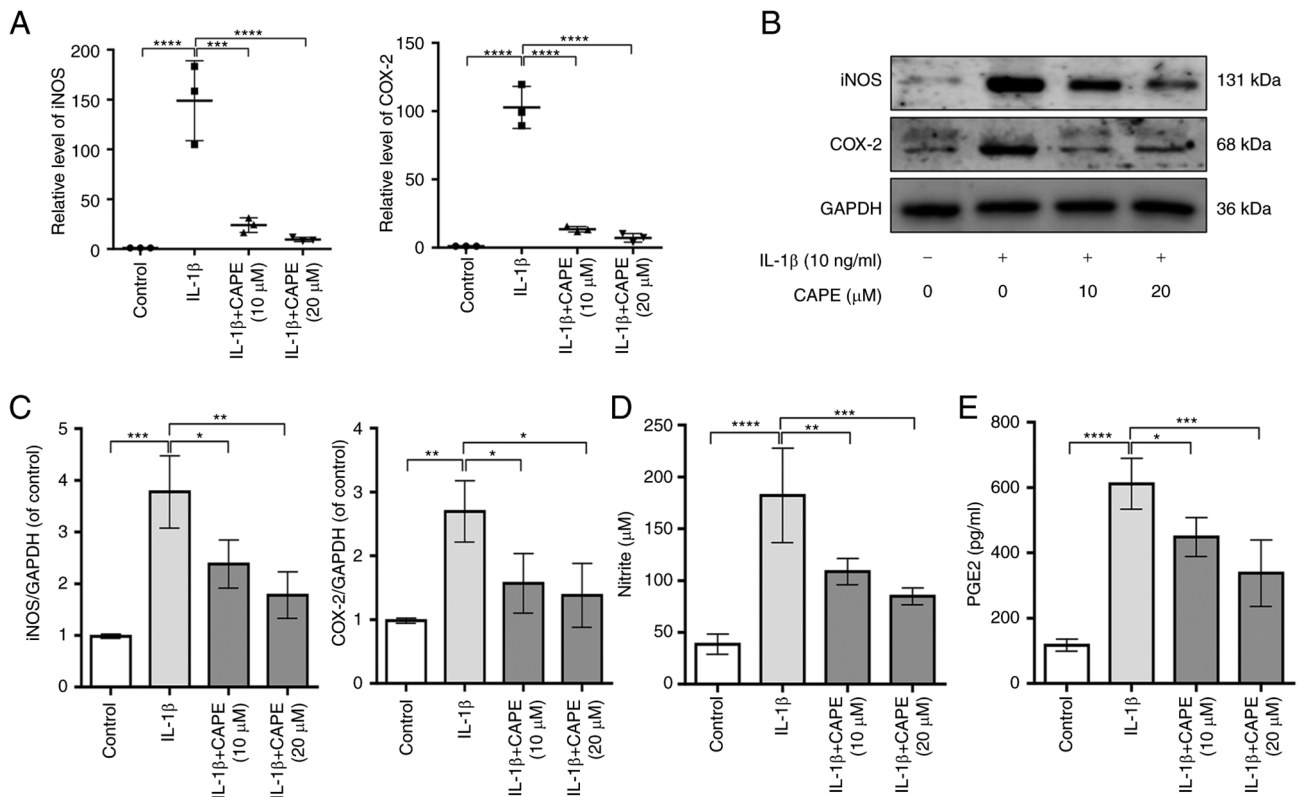 A
Relative level of iNOS
200
150
100
50
0
****
***
****
Control
IL-1β
IL-1β+CAPE
(10 μM)
IL-1β+CAPE
(20 μM)
Relative level of COX-2
150
100
50
0
****
****
****
Control
IL-1β
IL-1β+CAPE
(10 μM)
IL-1β+CAPE
(20 μM)
B
iNOS 131 kDa
COX-2 68 kDa
GAPDH 36 kDa
IL-1β (10 ng/ml) − + + +
CAPE (μM) 0 0 10 20
C
iNOS/GAPDH (of control)
5
4
3
2
1
0
***
*
**
Control
IL-1β
IL-1β+CAPE
(10 μM)
IL-1β+CAPE
(20 μM)
COX-2/GAPDH (of control)
4
3
2
1
0
**
*
*
Control
IL-1β
IL-1β+CAPE
(10 μM)
IL-1β+CAPE
(20 μM)
D
Nitrite (μM)
250
200
150
100
50
0
****
**
***
Control
IL-1β
IL-1β+CAPE
(10 μM)
IL-1β+CAPE
(20 μM)
E
PGE2 (pg/ml)
800
600
400
200
0
****
*
***
Control
IL-1β
IL-1β+CAPE
(10 μM)
IL-1β+CAPE
(20 μM)